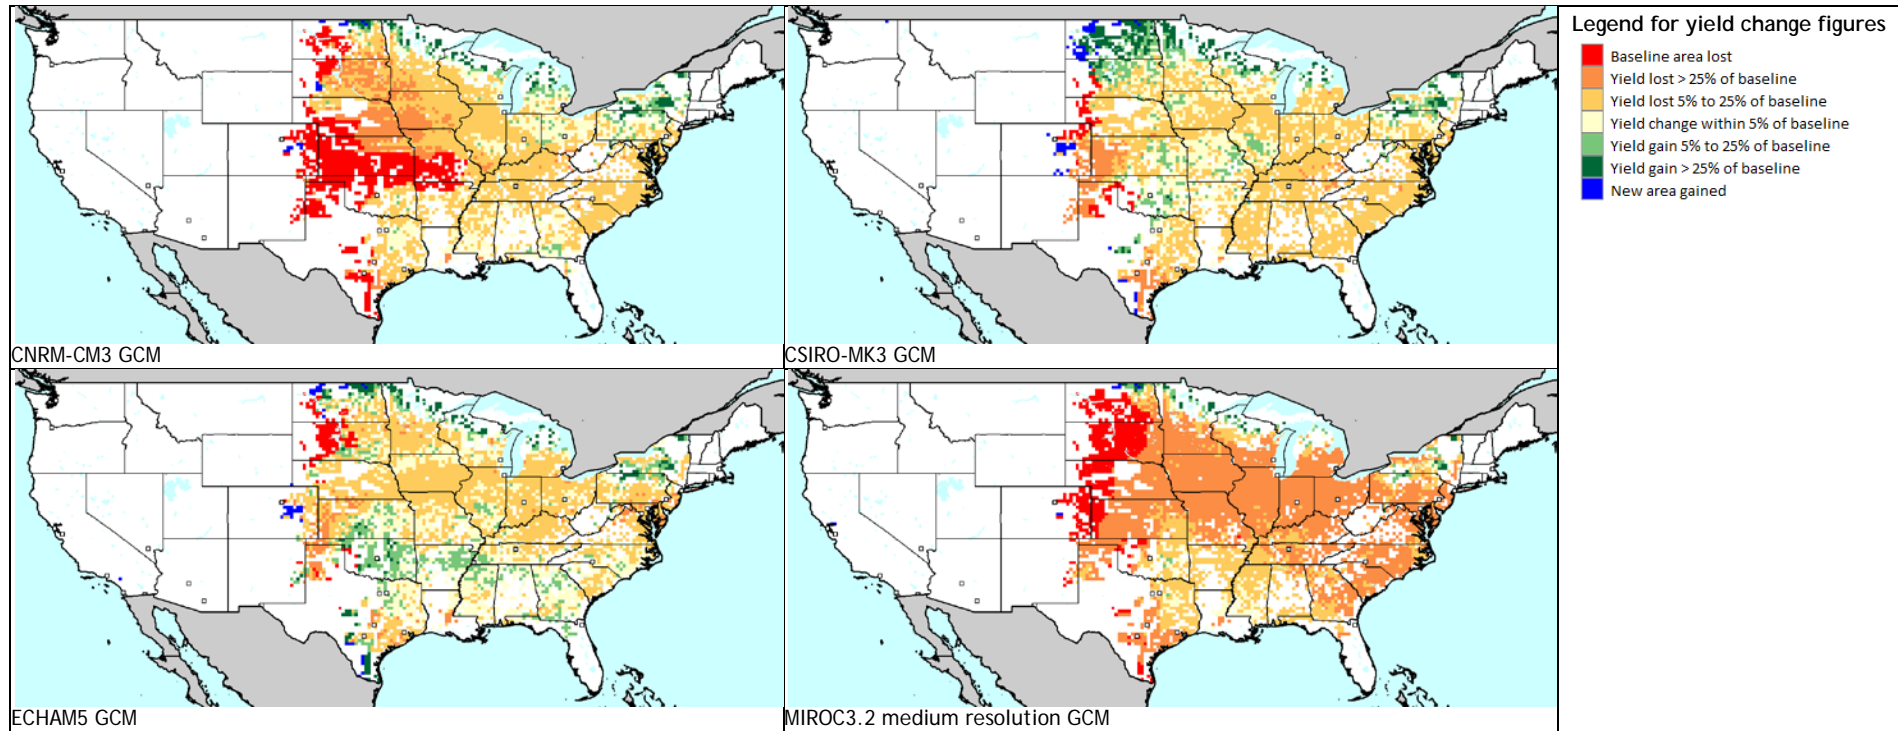 CNRM-CM3 GCM
CSIRO-MK3 GCM
ECHAM5 GCM
MIROC3.2 medium resolution GCM
Legend for yield change figures
Baseline area lost
Yield lost > 25% of baseline
Yield lost 5% to 25% of baseline
Yield change within 5% of baseline
Yield gain 5% to 25% of baseline
Yield gain > 25% of baseline
New area gained